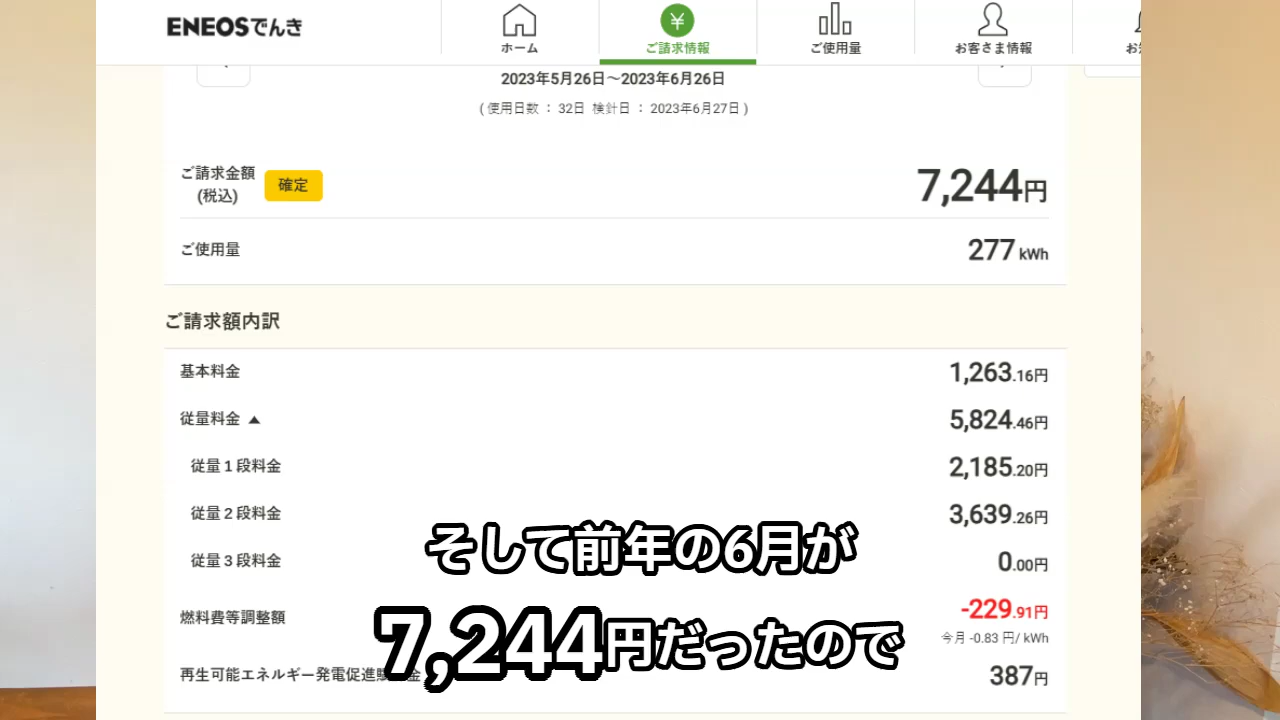 ENEOSでんき
ホーム
ご請求情報
ご使用量
お客さま情報
2023年5月26日～2023年6月26日
( 使用日数 ： 32日 検針日 ： 2023年6月27日 )
ご請求金額
(税込)
確定
7,244円
ご使用量
277 kWh
ご請求額内訳
基本料金
1,263.16円
従量料金 ▲
5,824.46円
従量１段料金
2,185.20円
従量２段料金
3,639.26円
従量３段料金
0.00円
燃料費等調整額
-229.91円
今月 -0.83 円/ kWh
再生可能エネルギー発電促進賦課金
387円
そして前年の6月が
7,244円だったので